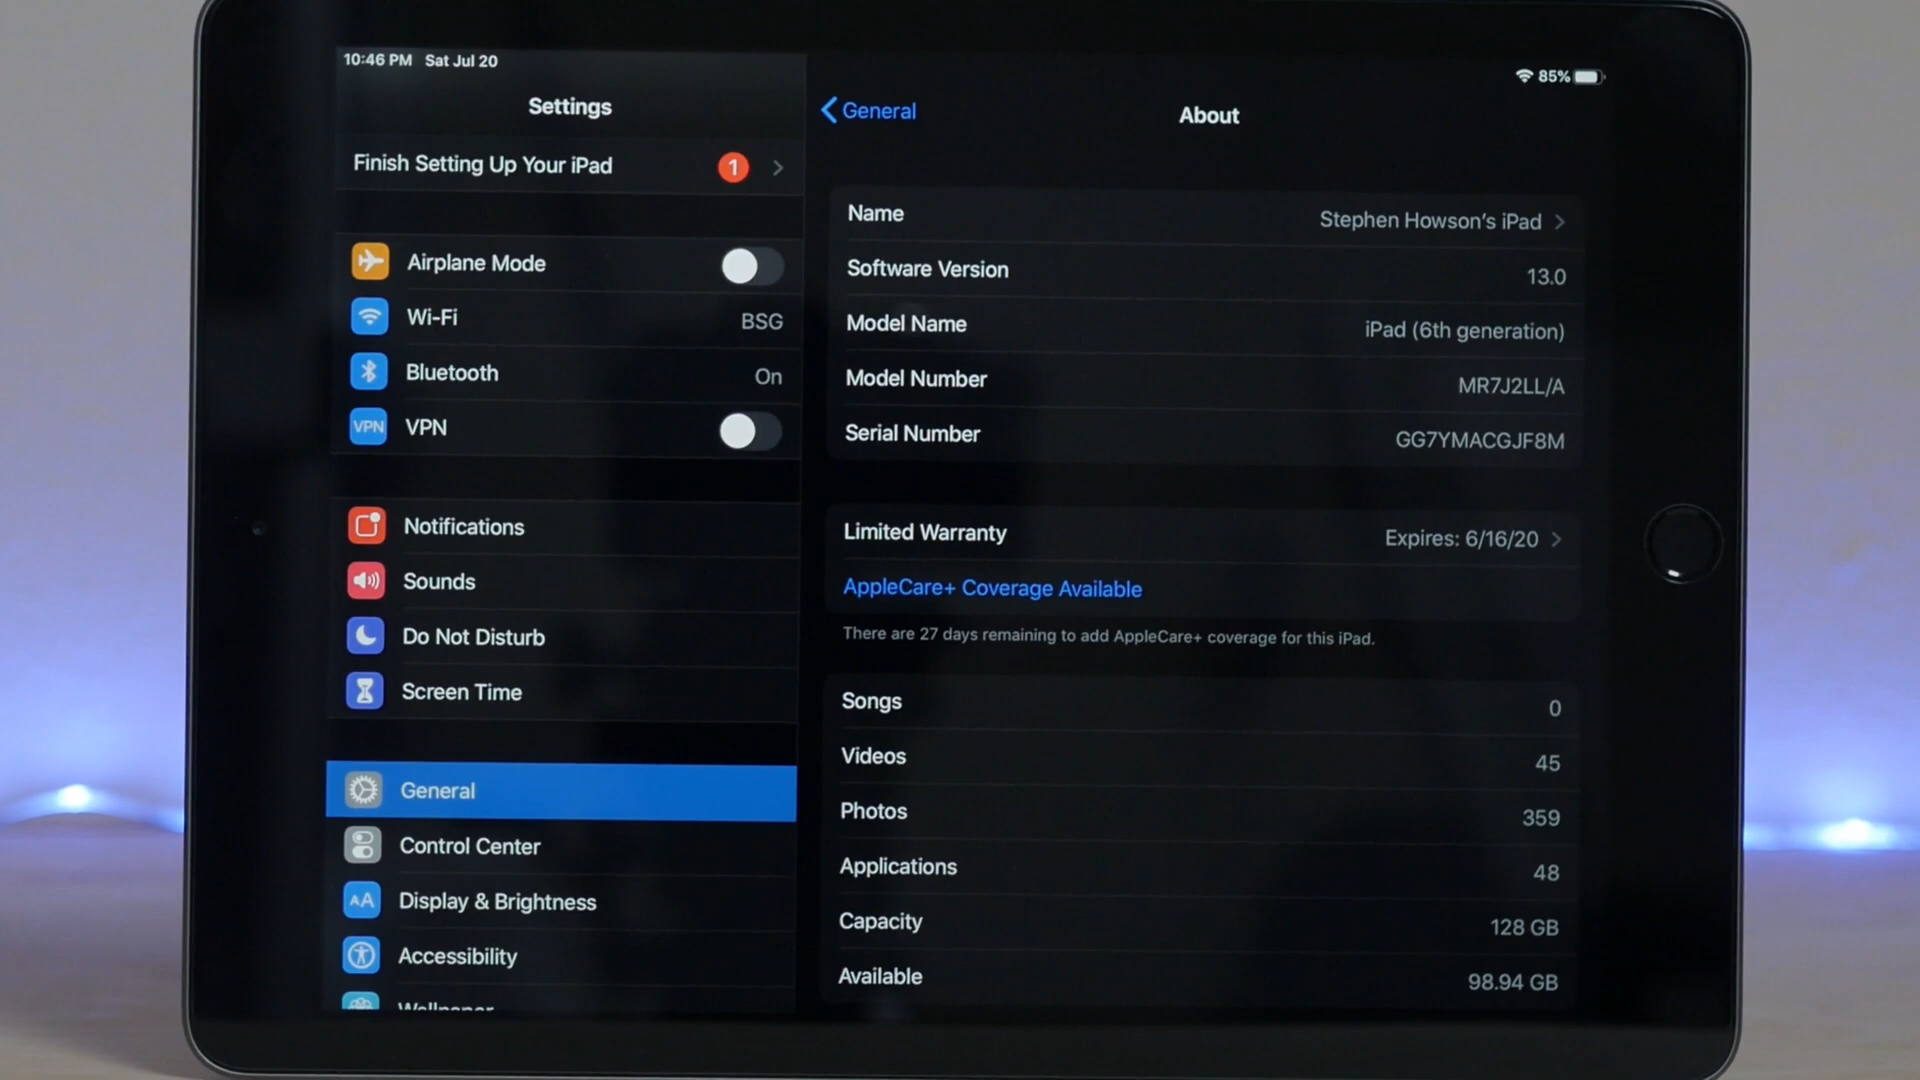 10:46 PM Sat Jul 20
85%
Settings
Finish Setting Up Your iPad 1
Airplane Mode
Wi-Fi BSG
Bluetooth On
VPN VPN
Notifications
Sounds
Do Not Disturb
Screen Time
General
Control Center
AA Display & Brightness
Accessibility
Wallpaper
General
About
Name Stephen Howson's iPad
Software Version 13.0
Model Name iPad (6th generation)
Model Number MR7J2LL/A
Serial Number GG7YMACGJF8M
Limited Warranty Expires: 6/16/20
AppleCare+ Coverage Available
There are 27 days remaining to add AppleCare+ coverage for this iPad.
Songs 0
Videos 45
Photos 359
Applications 48
Capacity 128 GB
Available 98.94 GB